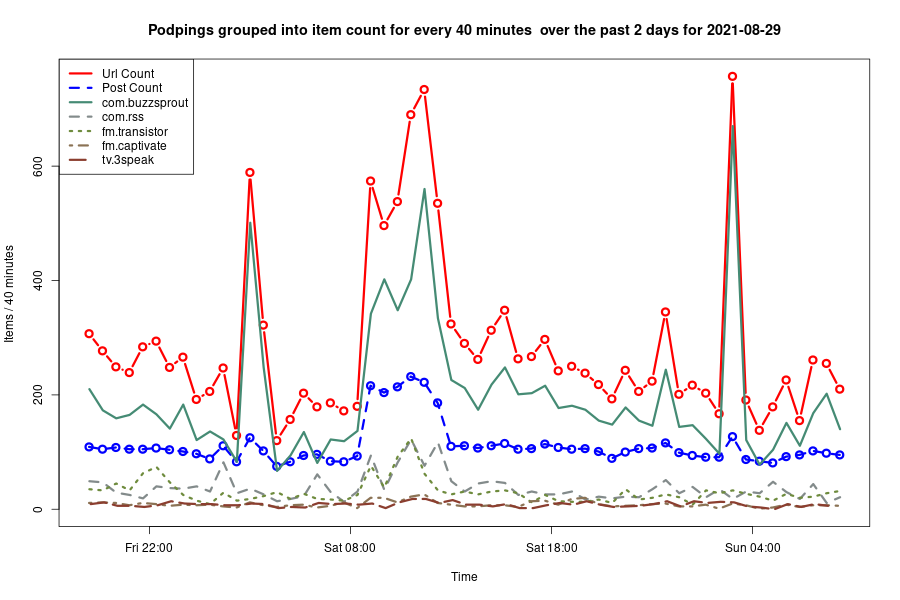 Podpings grouped into item count for every 40 minutes  over the past 2 days for 2021-08-29
Url Count
Post Count
com.buzzsprout
com.rss
fm.transistor
fm.captivate
tv.3speak
Items / 40 minutes
600
400
200
0
Fri 22:00
Sat 08:00
Sat 18:00
Sun 04:00
Time